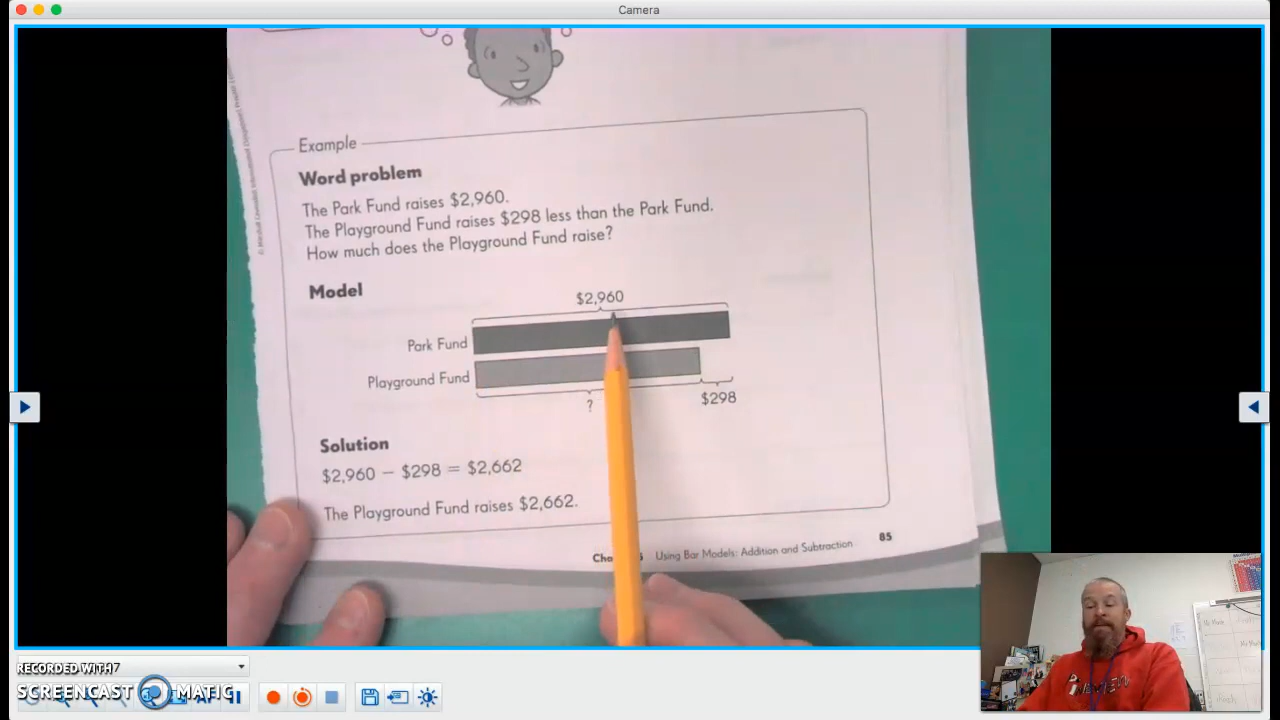 Camera
Example
Word problem
The Park Fund raises $2,960.
The Playground Fund raises $298 less than the Park Fund.
How much does the Playground Fund raise?
Model
$2,960
Park Fund
Playground Fund
? $298
Solution
$2,960 − $298 = $2,662
The Playground Fund raises $2,662.
Using Bar Models: Addition and Subtraction 85
RECORDED WITH
SCREENCAST MATIC